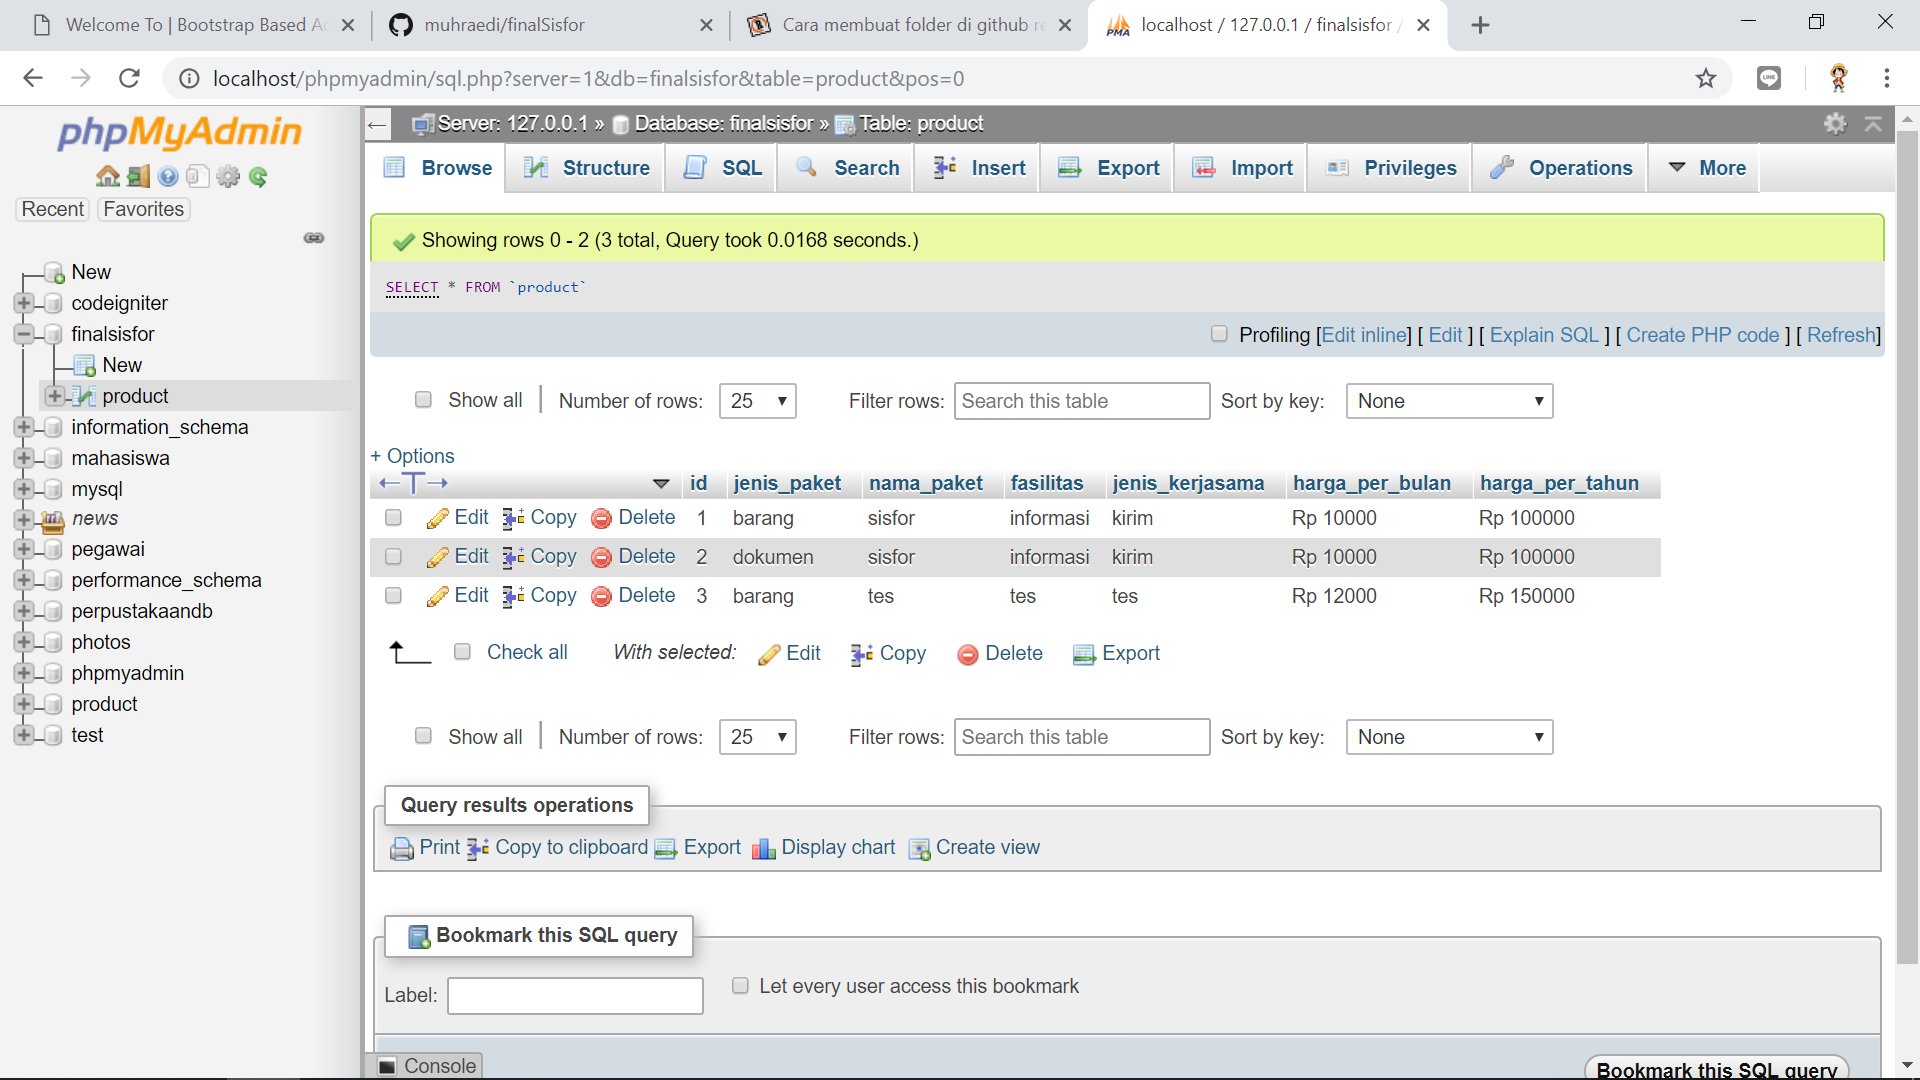 Welcome To | Bootstrap Based A
muhraedi/finalSisfor
Cara membuat folder di github re
localhost / 127.0.0.1 / finalsisfor /
localhost/phpmyadmin/sql.php?server=1&db=finalsisfor&table=product&pos=0
phpMyAdmin
Recent
Favorites
New
codeigniter
finalsisfor
New
product
information_schema
mahasiswa
mysql
news
pegawai
performance_schema
perpustakaandb
photos
phpmyadmin
product
test
Server: 127.0.0.1 » Database: finalsisfor » Table: product
Browse Structure SQL Search Insert Export Import Privileges Operations More
Showing rows 0 - 2 (3 total, Query took 0.0168 seconds.)
SELECT * FROM `product`
Profiling [Edit inline] [ Edit ] [ Explain SQL ] [ Create PHP code ] [ Refresh]
Show all Number of rows: 25 Filter rows: Search this table Sort by key: None
+ Options
id jenis_paket nama_paket fasilitas jenis_kerjasama harga_per_bulan harga_per_tahun
Edit Copy Delete 1 barang sisfor informasi kirim Rp 10000 Rp 100000
Edit Copy Delete 2 dokumen sisfor informasi kirim Rp 10000 Rp 100000
Edit Copy Delete 3 barang tes tes tes Rp 12000 Rp 150000
Check all With selected: Edit Copy Delete Export
Show all Number of rows: 25 Filter rows: Search this table Sort by key: None
Query results operations
Print Copy to clipboard Export Display chart Create view
Bookmark this SQL query
Label: Let every user access this bookmark
Console
Bookmark this SQL query